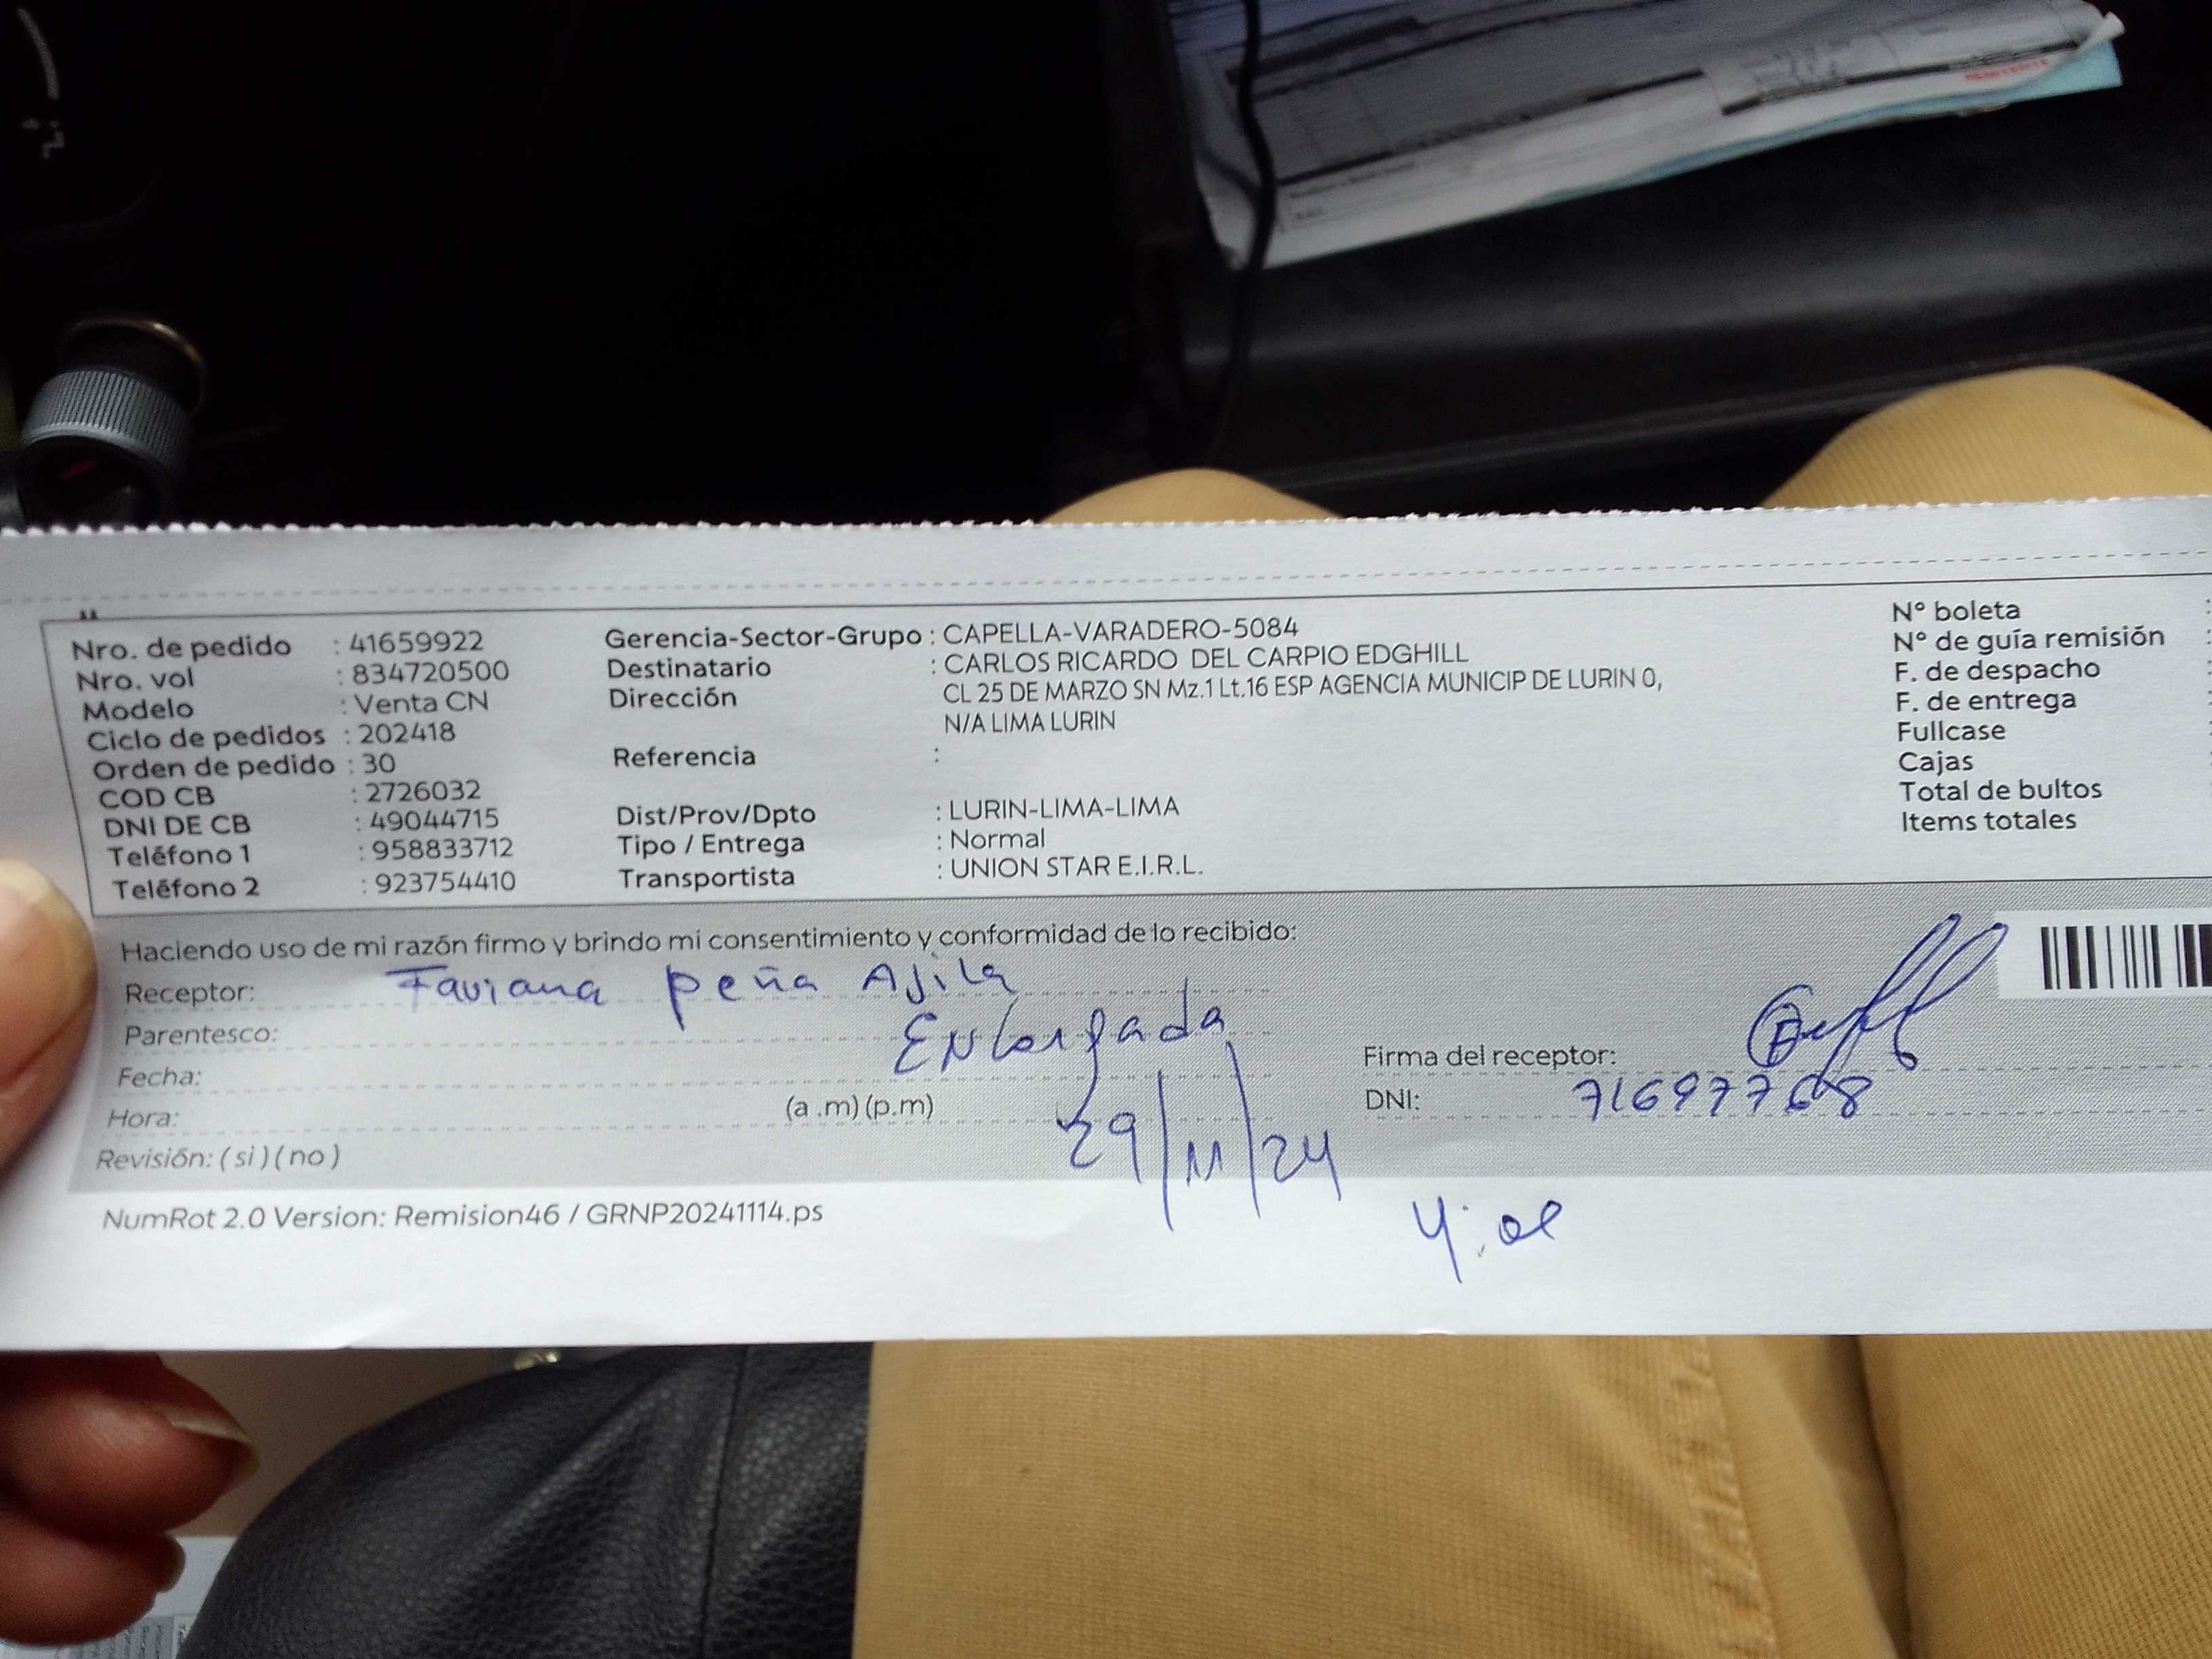 Nro. de pedido : 41659922
Nro. vol : 834720500
Modelo : Venta CN
Ciclo de pedidos : 202418
Orden de pedido : 30
COD CB : 2726032
DNI DE CB : 49044715
Teléfono 1 : 958833712
Teléfono 2 : 923754410
Gerencia-Sector-Grupo : CAPELLA-VARADERO-5084
Destinatario : CARLOS RICARDO DEL CARPIO EDGHILL
Dirección CL 25 DE MARZO SN Mz.1 Lt.16 ESP AGENCIA MUNICIP DE LURIN 0,
N/A LIMA LURIN
Referencia :
Dist/Prov/Dpto : LURIN-LIMA-LIMA
Tipo / Entrega : Normal
Transportista : UNION STAR E.I.R.L.
N° boleta :
N° de guía remisión :
F. de despacho :
F. de entrega :
Fullcase
Cajas
Total de bultos
Items totales
Haciendo uso de mi razón firmo y brindo mi consentimiento y conformidad de lo recibido:
Receptor: Faviana peña
Parentesco: Encargada
Fecha: 29/11/24
Hora: (a .m) (p.m)
Revisión: ( sì ) ( no )
Firma del receptor:
DNI: 71697768
NumRot 2.0 Version: Remision46 / GRNP20241114.ps